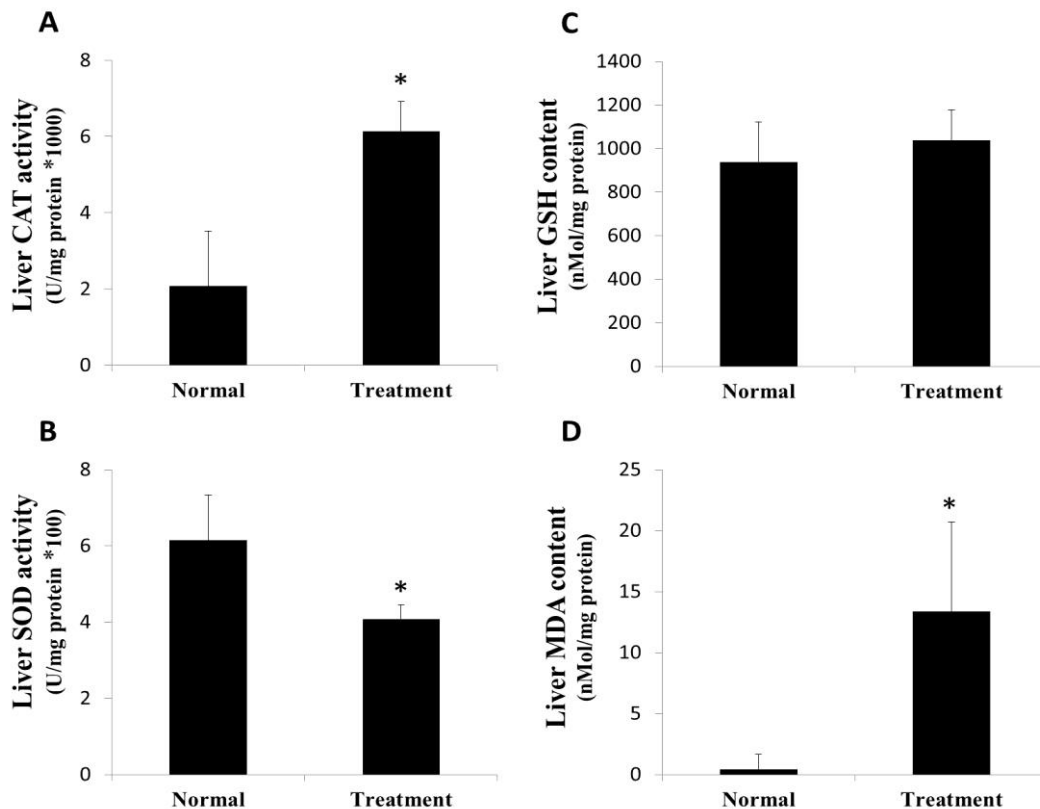 A
Liver CAT activity
(U/mg protein *1000)
8
6
4
2
0
*
Normal
Treatment
C
Liver GSH content
(nMol/mg protein)
1400
1200
1000
800
600
400
200
0
Normal
Treatment
B
Liver SOD activity
(U/mg protein *100)
8
6
4
2
0
*
Normal
Treatment
D
Liver MDA content
(nMol/mg protein)
25
20
15
10
5
0
*
Normal
Treatment